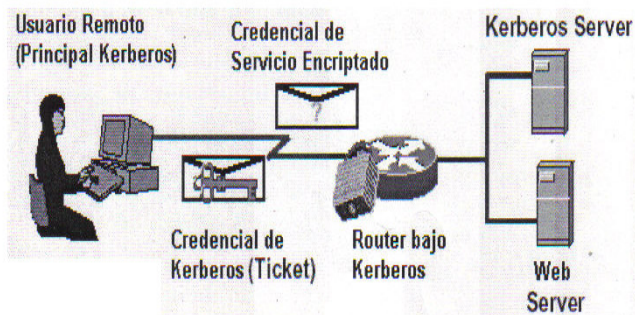 Usuario Remoto
(Principal Kerberos)
Credencial de
Servicio Encriptado
?
Kerberos Server
Credencial de
Kerberos (Ticket)
Router bajo
Kerberos
Web
Server